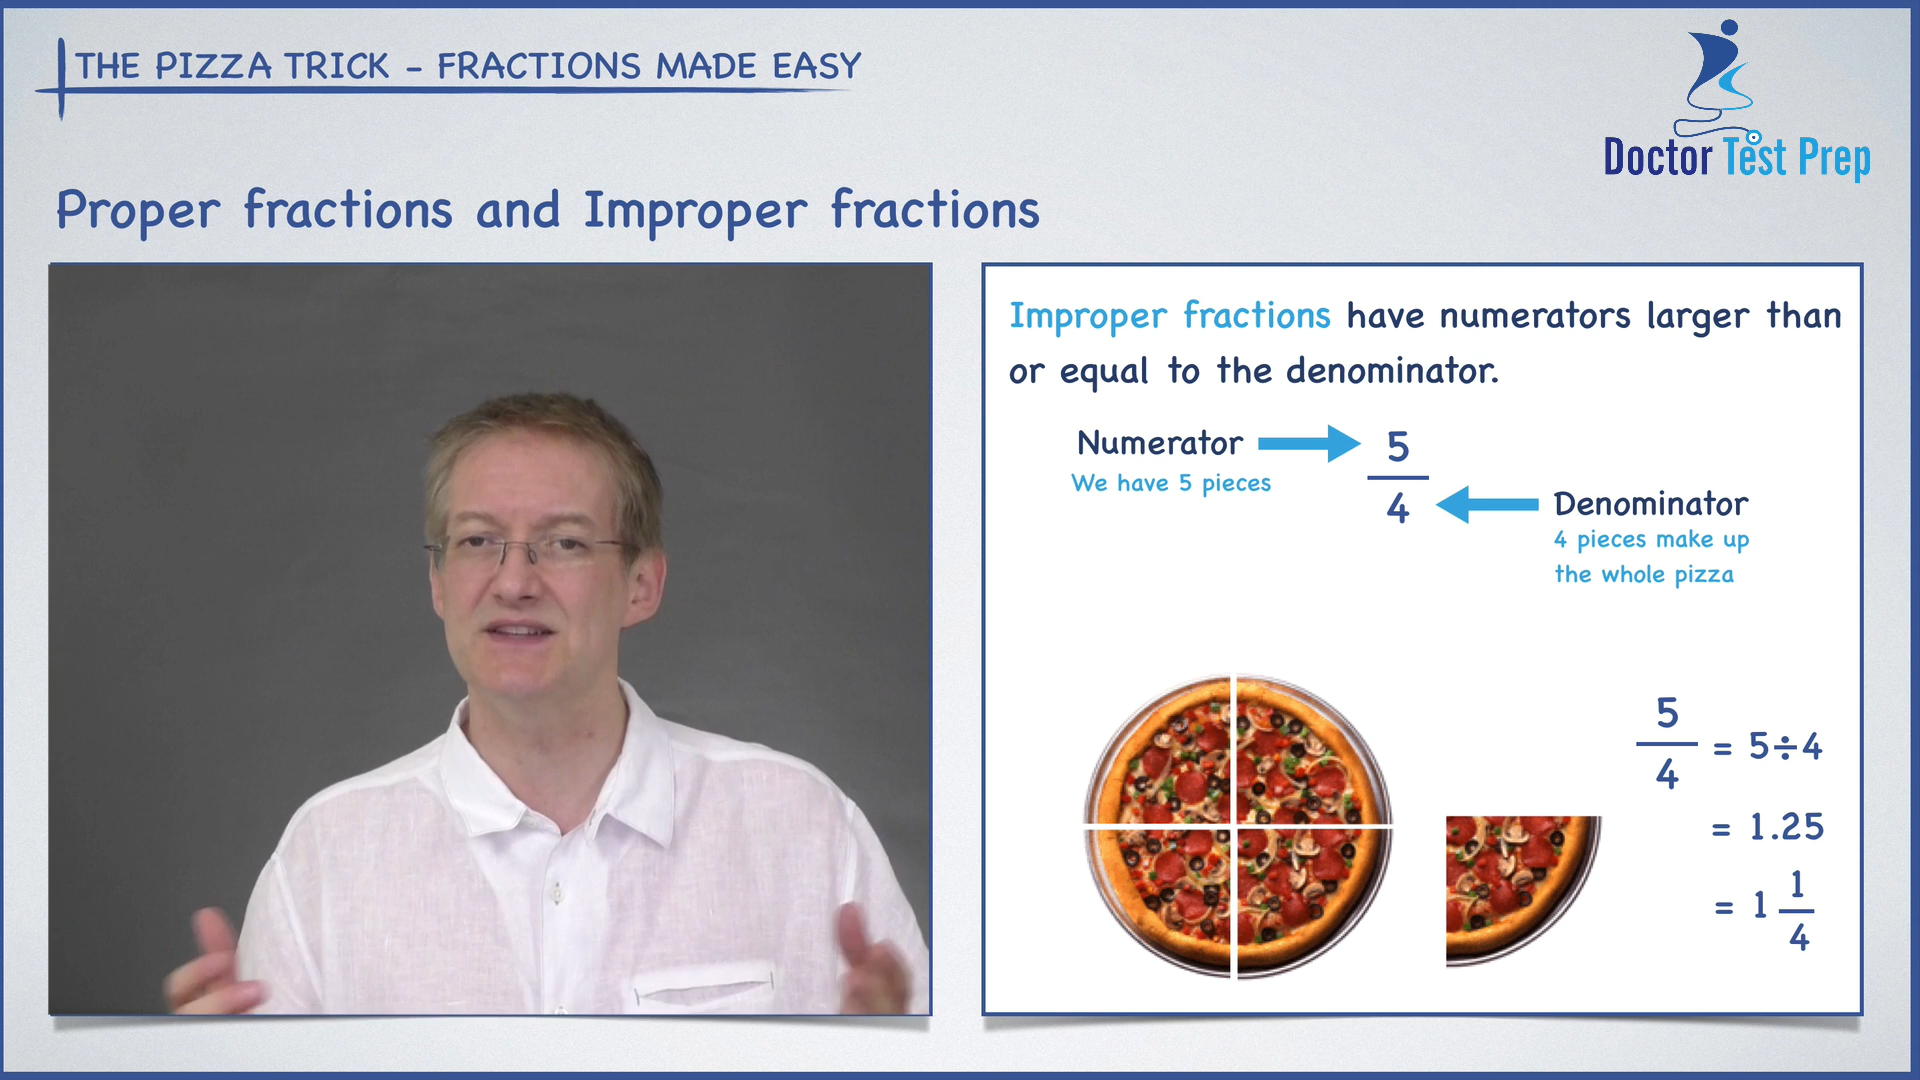 THE PIZZA TRICK - FRACTIONS MADE EASY
Doctor Test Prep
Proper fractions and Improper fractions
Improper fractions have numerators larger than
or equal to the denominator.
Numerator
We have 5 pieces
5
4
Denominator
4 pieces make up
the whole pizza
5
4
= 5÷4
= 1.25
= 1 1
4